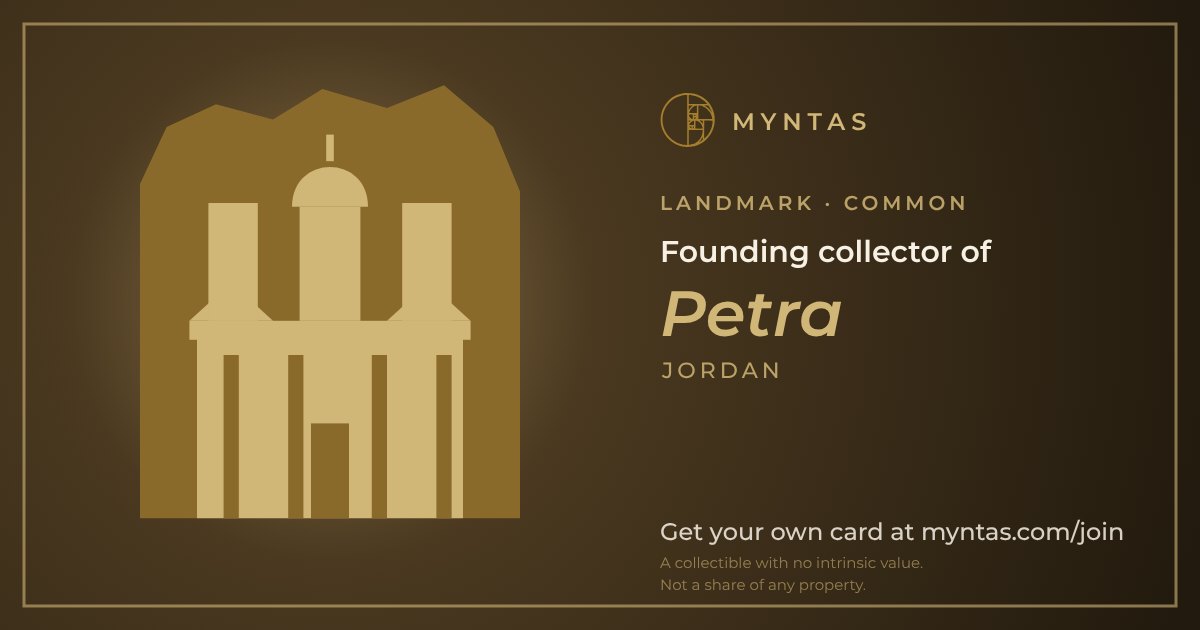 MYNTAS
LANDMARK · COMMON
Founding collector of
Petra
JORDAN
Get your own card at myntas.com/join
A collectible with no intrinsic value.
Not a share of any property.